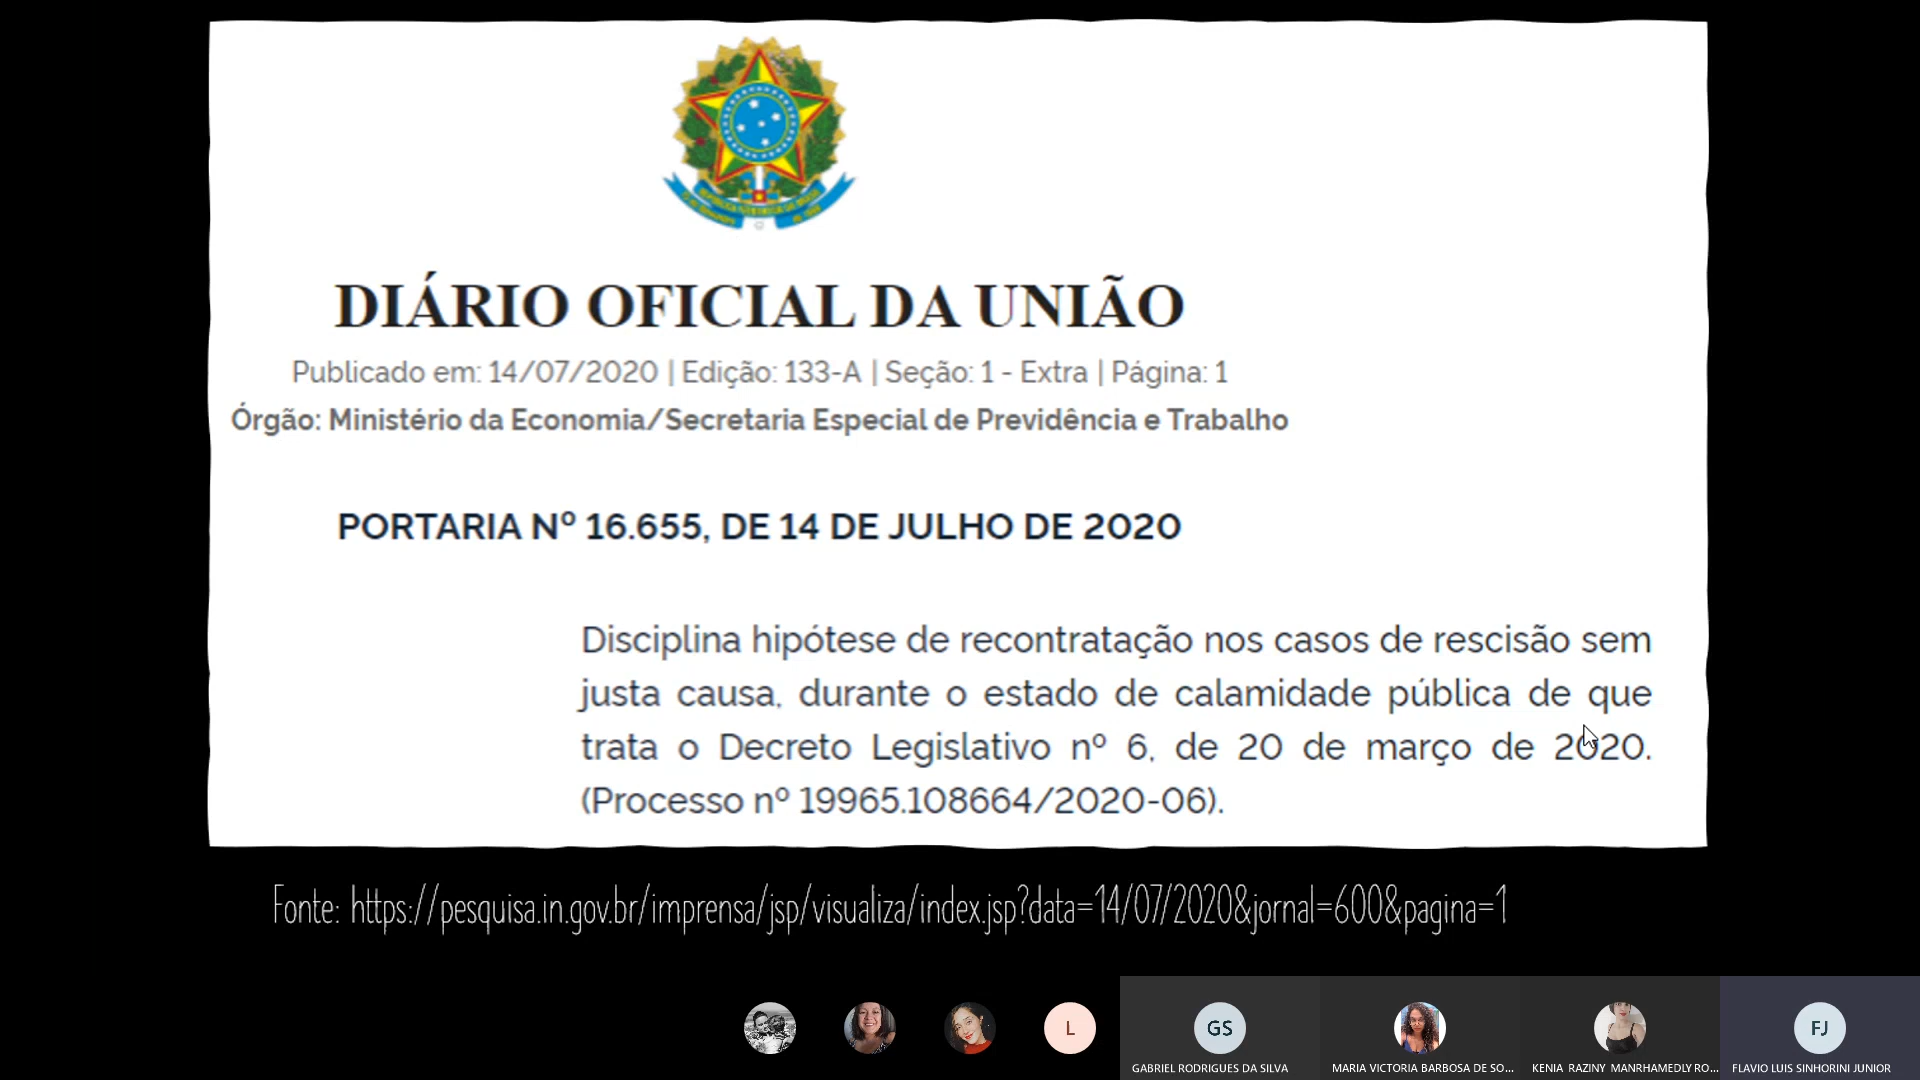 DIÁRIO OFICIAL DA UNIÃO
Publicado em: 14/07/2020 | Edição: 133-A | Seção: 1 - Extra | Página: 1
Órgão: Ministério da Economia/Secretaria Especial de Previdência e Trabalho
PORTARIA Nº 16.655, DE 14 DE JULHO DE 2020
Disciplina hipótese de recontratação nos casos de rescisão sem
justa causa, durante o estado de calamidade pública de que
trata o Decreto Legislativo nº 6, de 20 de março de 2020.
(Processo nº 19965.108664/2020-06).
Fonte: https://pesquisa.in.gov.br/imprensa/jsp/visualiza/index.jsp?data=14/07/2020&jornal=600&pagina=1
L
GS
FJ
GABRIEL RODRIGUES DA SILVA
MARIA VICTORIA BARBOSA DE SO...
KENIA RAZINY MANRHAMEDLY RO...
FLAVIO LUIS SINHORINI JUNIOR